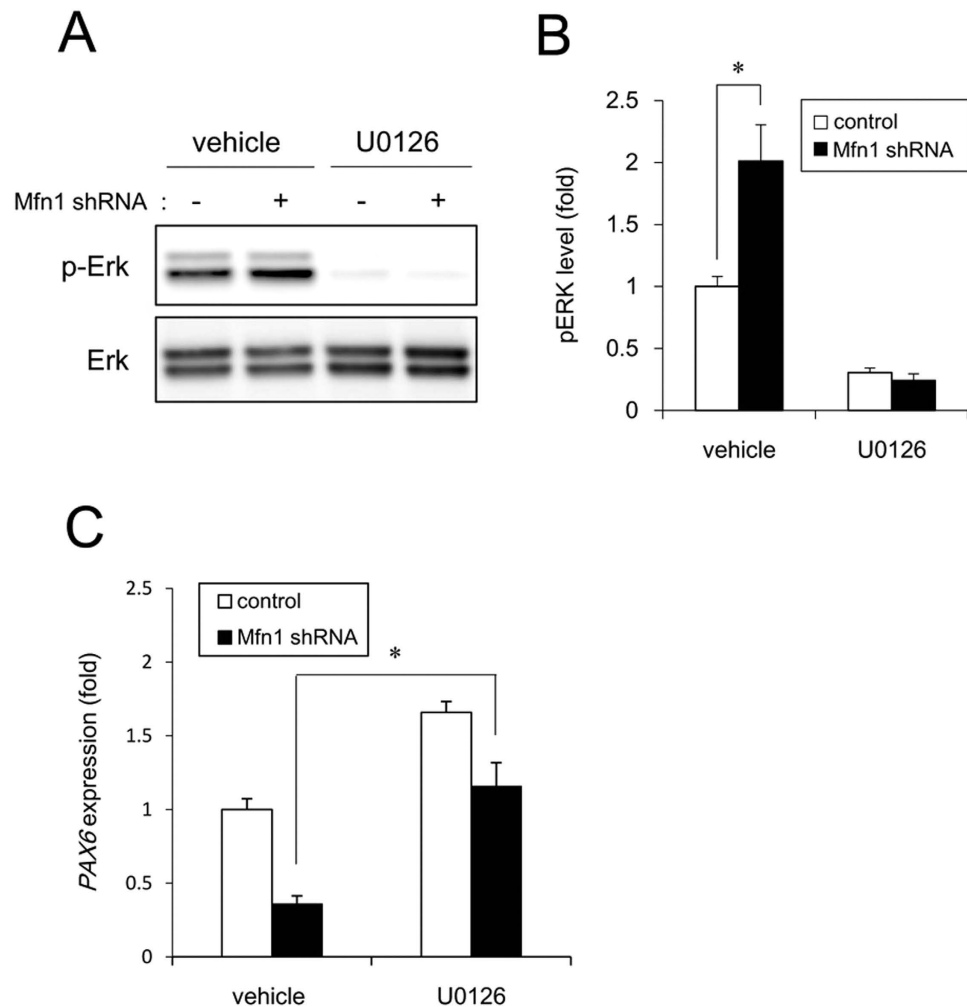 A
vehicle U0126
Mfn1 shRNA : - + - +
p-Erk
Erk
B
*
2.5
2
1.5
1
0.5
0
pERK level (fold)
control
Mfn1 shRNA
vehicle U0126
C
2.5
2
1.5
1
0.5
0
PAX6 expression (fold)
control
Mfn1 shRNA
*
vehicle U0126